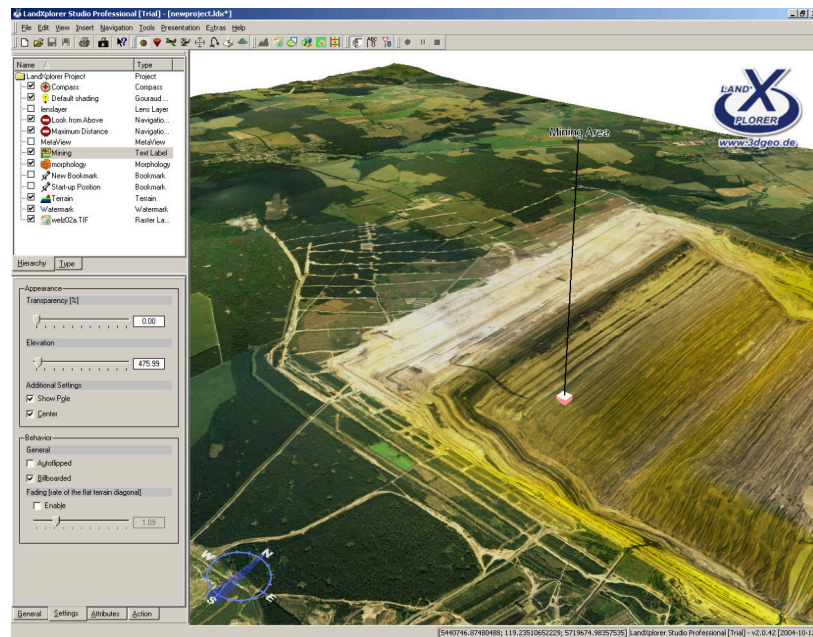 LandXplorer Studio Professional [Trial] - [newproject.ldx*]
File Edit View Insert Navigation Tools Presentation Extras Help
Name Type
LandXplorer Project Project
Compass Compass
Default shading Gouraud ...
lenslayer Lens Layer
Look from Above Navigatio...
Maximum Distance Navigatio...
MetaView MetaView
Mining Text Label
morphology Morphology
New Bookmark Bookmark
Start-up Position Bookmark
Terrain Terrain
Watermark Watermark
welz02a.TIF Raster La...
Hierarchy Type
Appearance
Transparency [%]
0.00
Elevation
475.99
Additional Settings
Show Pole
Center
Behavior
General
Autoflipped
Billboarded
Fading [rate of the flat terrain diagonal]
Enable
1.09
General Settings Attributes Action
Mining Area
LAND
X
PLORER
www.3dgeo.de
W N
S E
[5440746.87480488; 119.23510652229; 5719674.98357535] LandXplorer Studio Professional [Trial] - v2.0.42 [2004-10-1